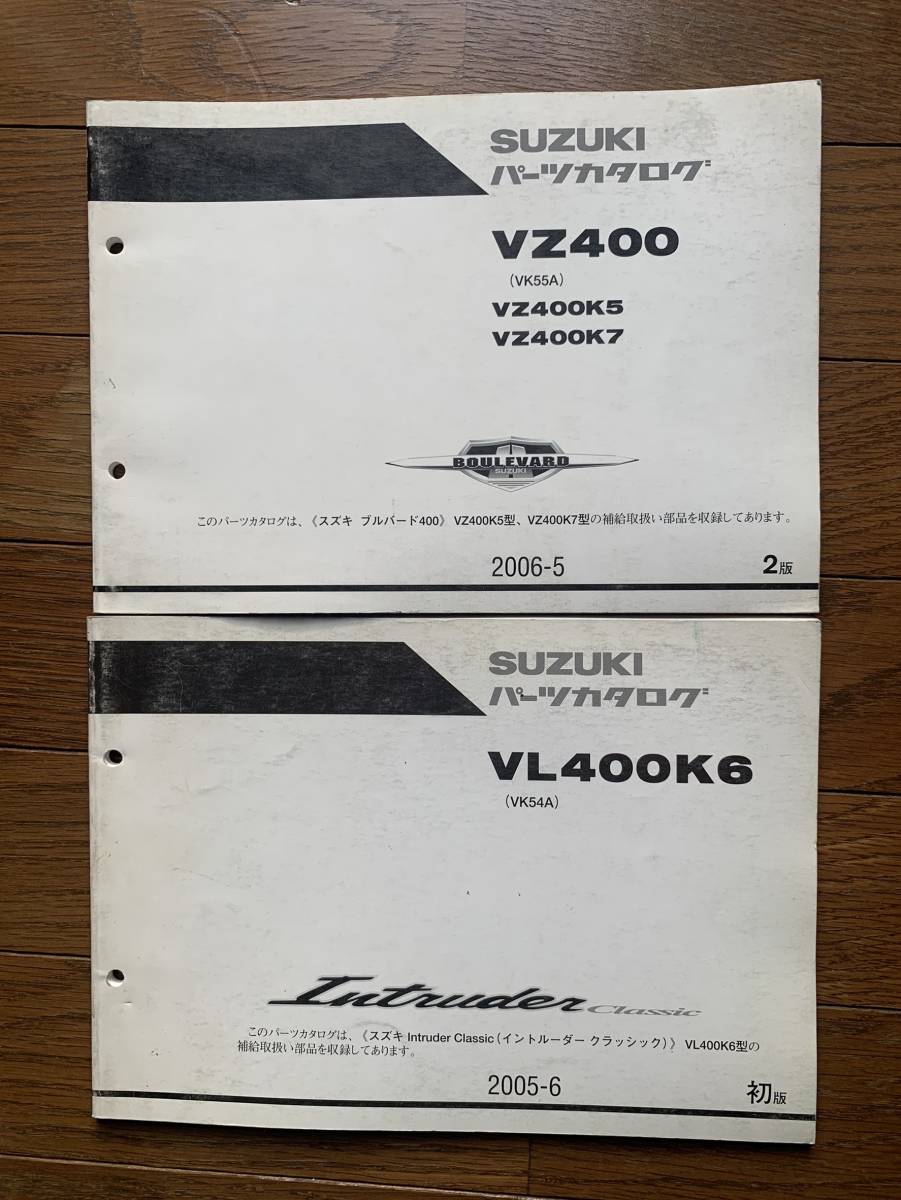 SUZUKI
パーツカタログ
VZ400
(VK55A)
VZ400K5
VZ400K7
BOULEVARD
SUZUKI
このパーツカタログは、《スズキ ブルバード400》 VZ400K5型、VZ400K7型の補給取扱い部品を収録してあります。
2006-5
2版
SUZUKI
パーツカタログ
VL400K6
(VK54A)
Intruder Classic
このパーツカタログは、《スズキ Intruder Classic(イントルーダー クラッシック)》 VL400K6型の
補給取扱い部品を収録してあります。
2005-6
初版